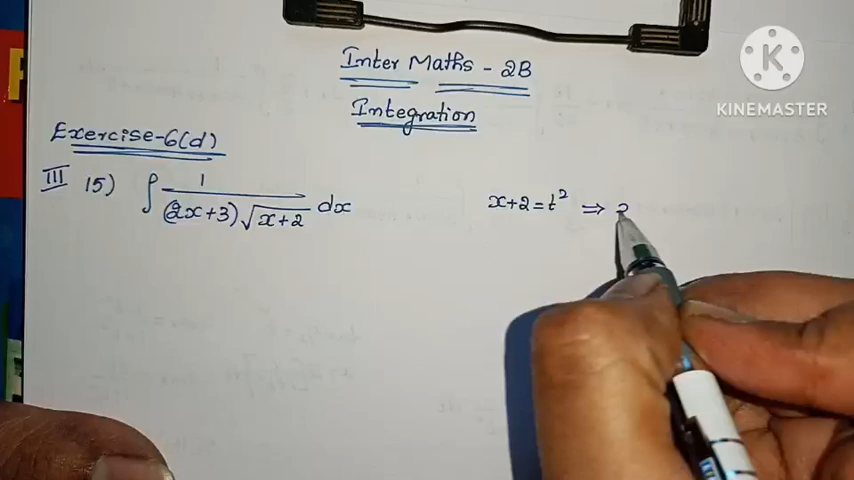 Inter Maths - 2B
Integration
Exercise-6(d)
III 15) ∫ 1/((2x+3)√(x+2)) dx
x+2=t² ⇒
K
KINEMASTER